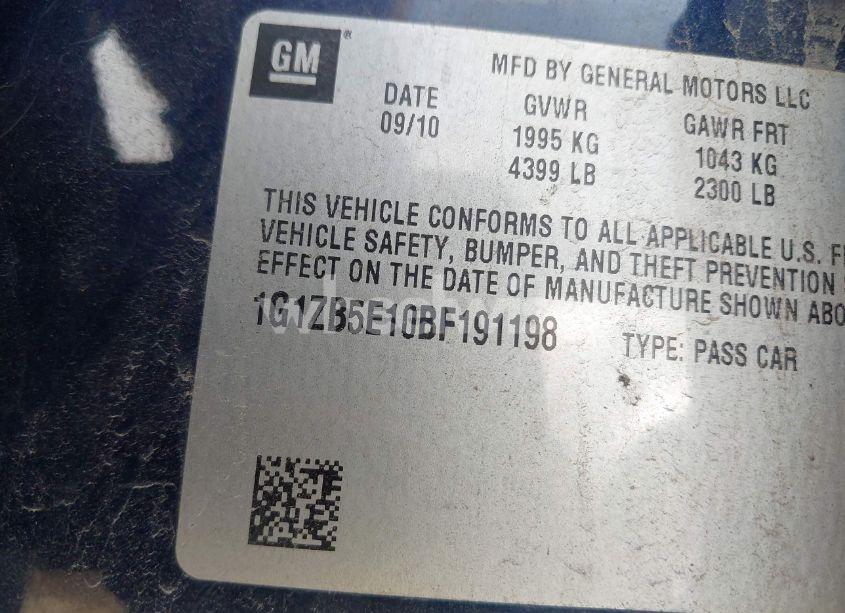 GM®
MFD BY GENERAL MOTORS LLC
DATE GVWR GAWR FRT
09/10 1995 KG 1043 KG
4399 LB 2300 LB
THIS VEHICLE CONFORMS TO ALL APPLICABLE U.S. F
VEHICLE SAFETY, BUMPER, AND THEFT PREVENTION
EFFECT ON THE DATE OF MANUFACTURE SHOWN ABO
1G1ZB5E10BF191198 TYPE: PASS CAR